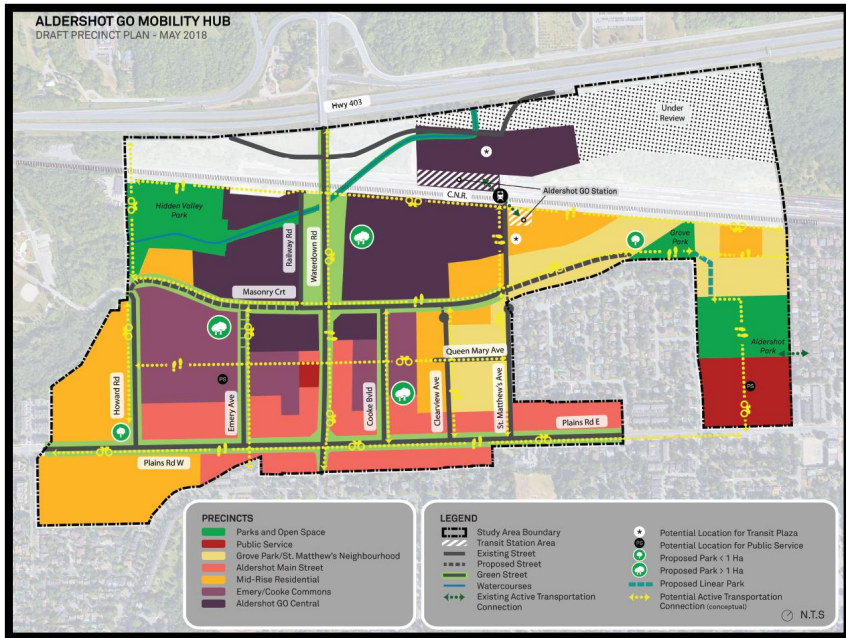 ALDERSHOT GO MOBILITY HUB
DRAFT PRECINCT PLAN - MAY 2018
Hwy 403
Under
Review
Aldershot GO Station
C.N.R.
Hidden Valley
Park
Railway Rd
Waterdown Rd
Grove
Park
Masonry Crt
Queen Mary Ave
Aldershot
Park
Howard Rd
Emery Ave
Cooke Bvld
Clearview Ave
St. Matthew's Ave
PS
PS
Plains Rd E
Plains Rd W
PRECINCTS
Parks and Open Space
Public Service
Grove Park/St. Matthew's Neighbourhood
Aldershot Main Street
Mid-Rise Residential
Emery/Cooke Commons
Aldershot GO Central
LEGEND
Study Area Boundary
Transit Station Area
Existing Street
Proposed Street
Green Street
Watercourses
Existing Active Transportation
Connection
Potential Location for Transit Plaza
PS Potential Location for Public Service
Proposed Park < 1 Ha
Proposed Park > 1 Ha
Proposed Linear Park
Potential Active Transportation
Connection (conceptual)
N.T.S